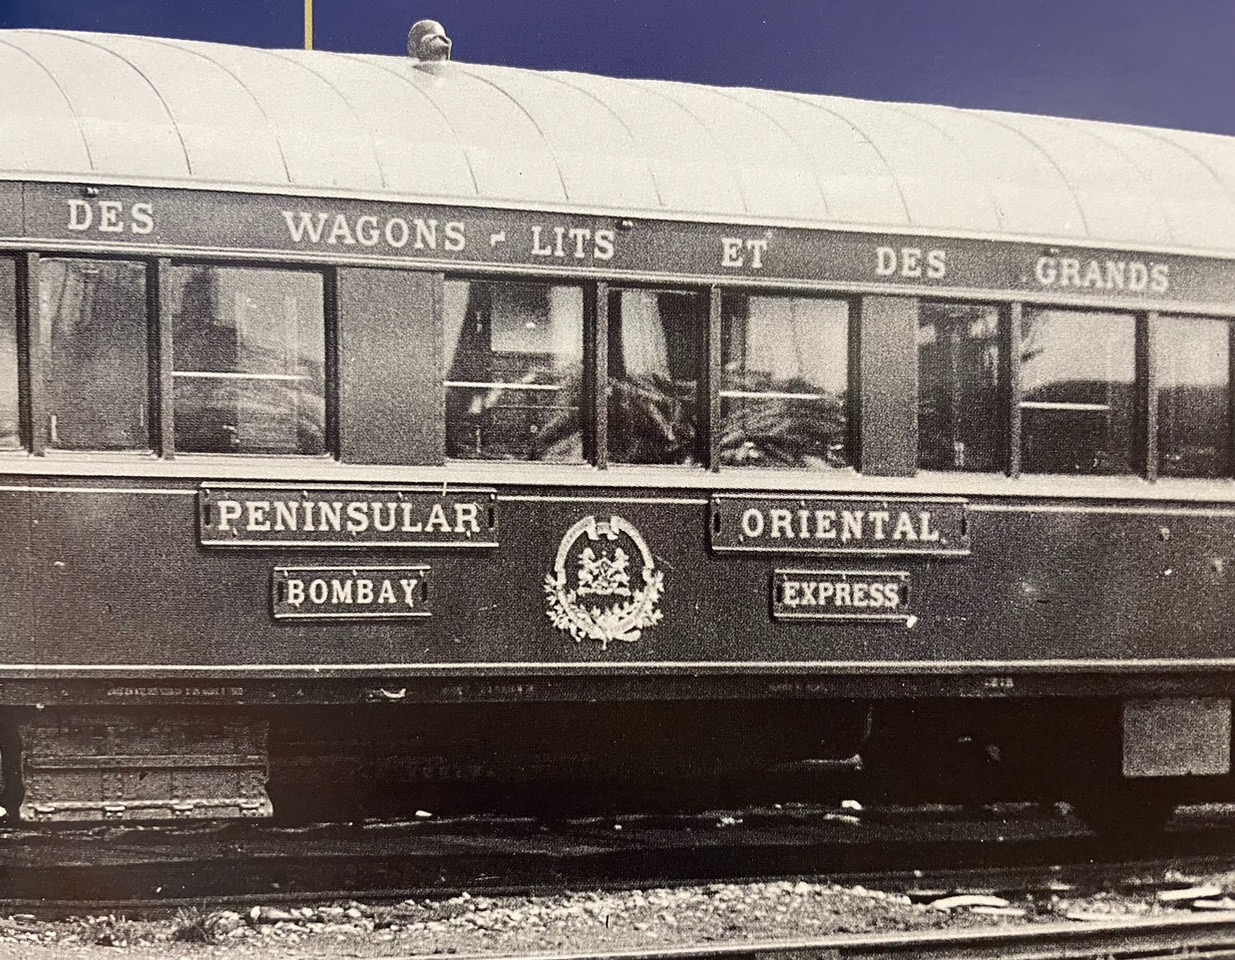 DES WAGONS-LITS ET DES GRANDS
PENINSULAR ORIENTAL
BOMBAY EXPRESS